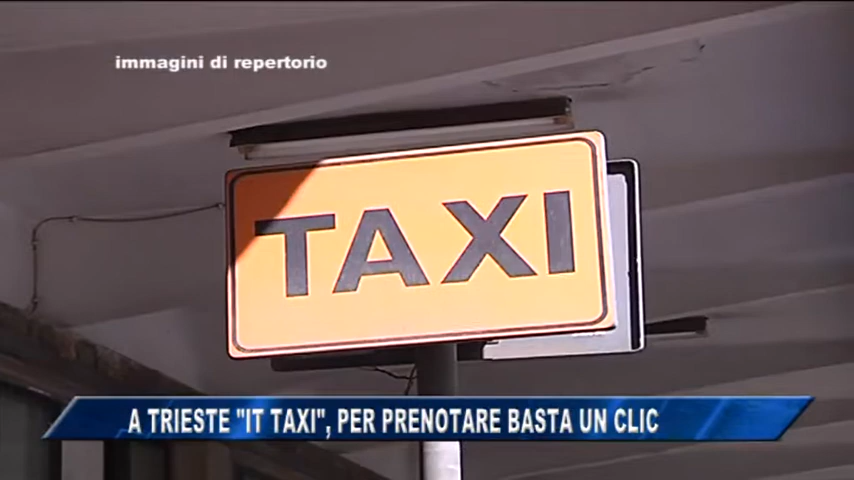 immagini di repertorio
TAXI
A TRIESTE "IT TAXI", PER PRENOTARE BASTA UN CLIC